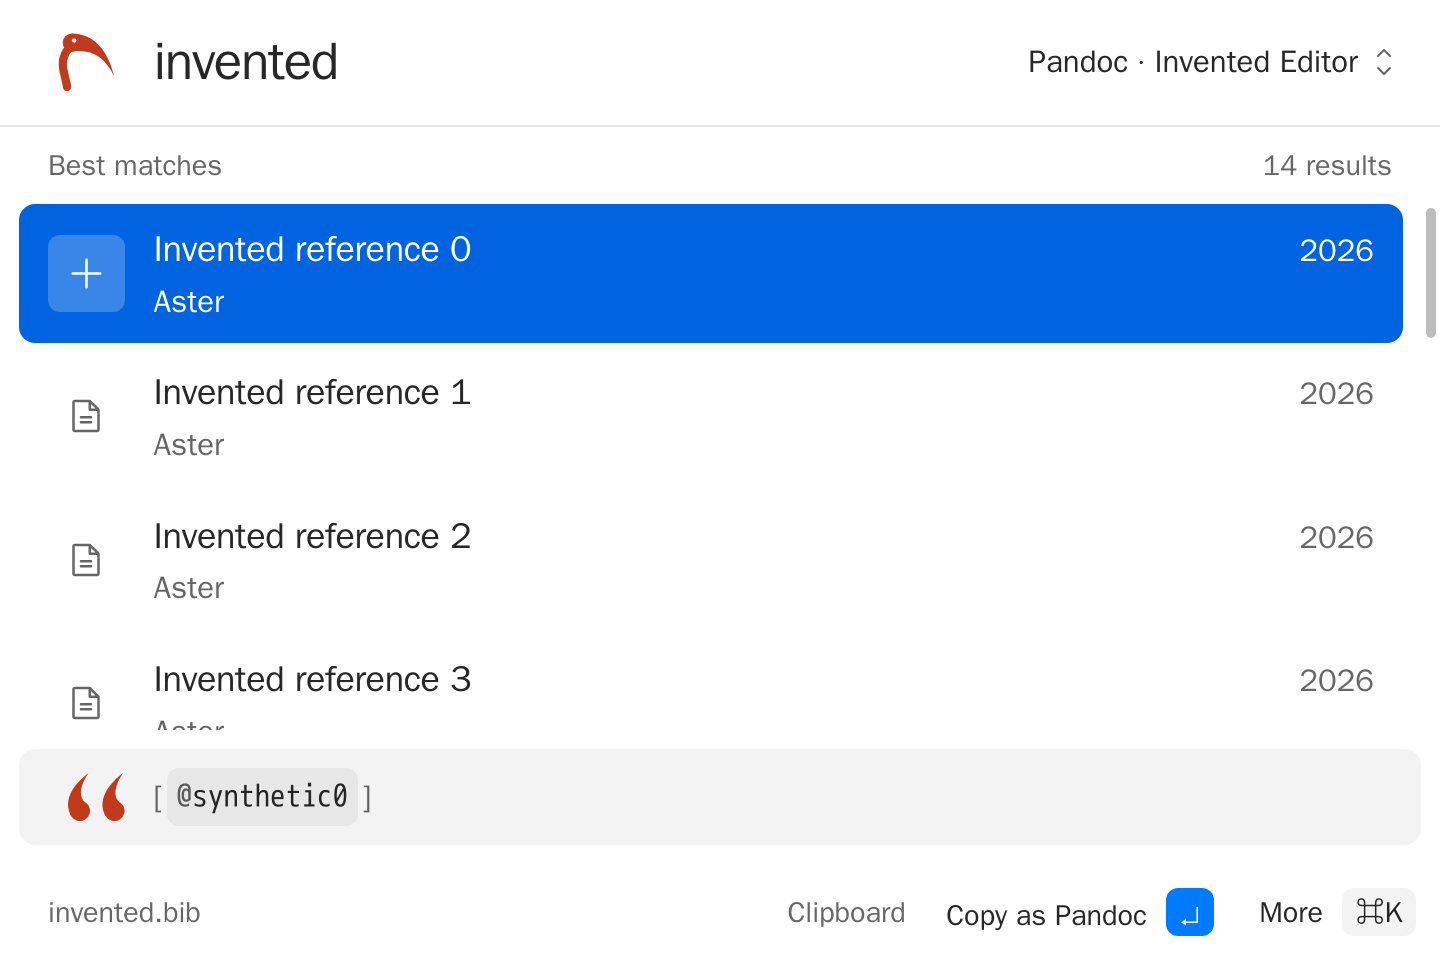 invented
Pandoc · Invented Editor
Best matches
14 results
Invented reference 0
2026
Aster
Invented reference 1
2026
Aster
Invented reference 2
2026
Aster
Invented reference 3
2026
Aster
[@synthetic0]
invented.bib
Clipboard
Copy as Pandoc
More
⌘K